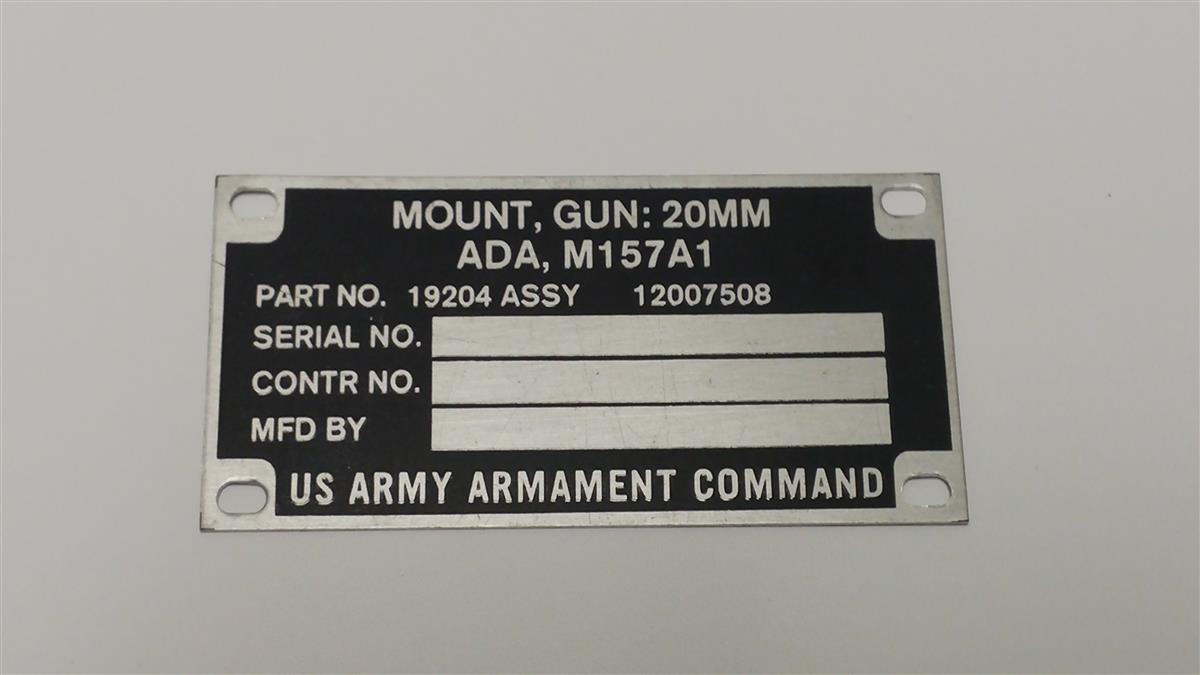 MOUNT, GUN: 20MM
ADA, M157A1
PART NO. 19204 ASSY 12007508
SERIAL NO.
CONTR NO.
MFD BY
US ARMY ARMAMENT COMMAND